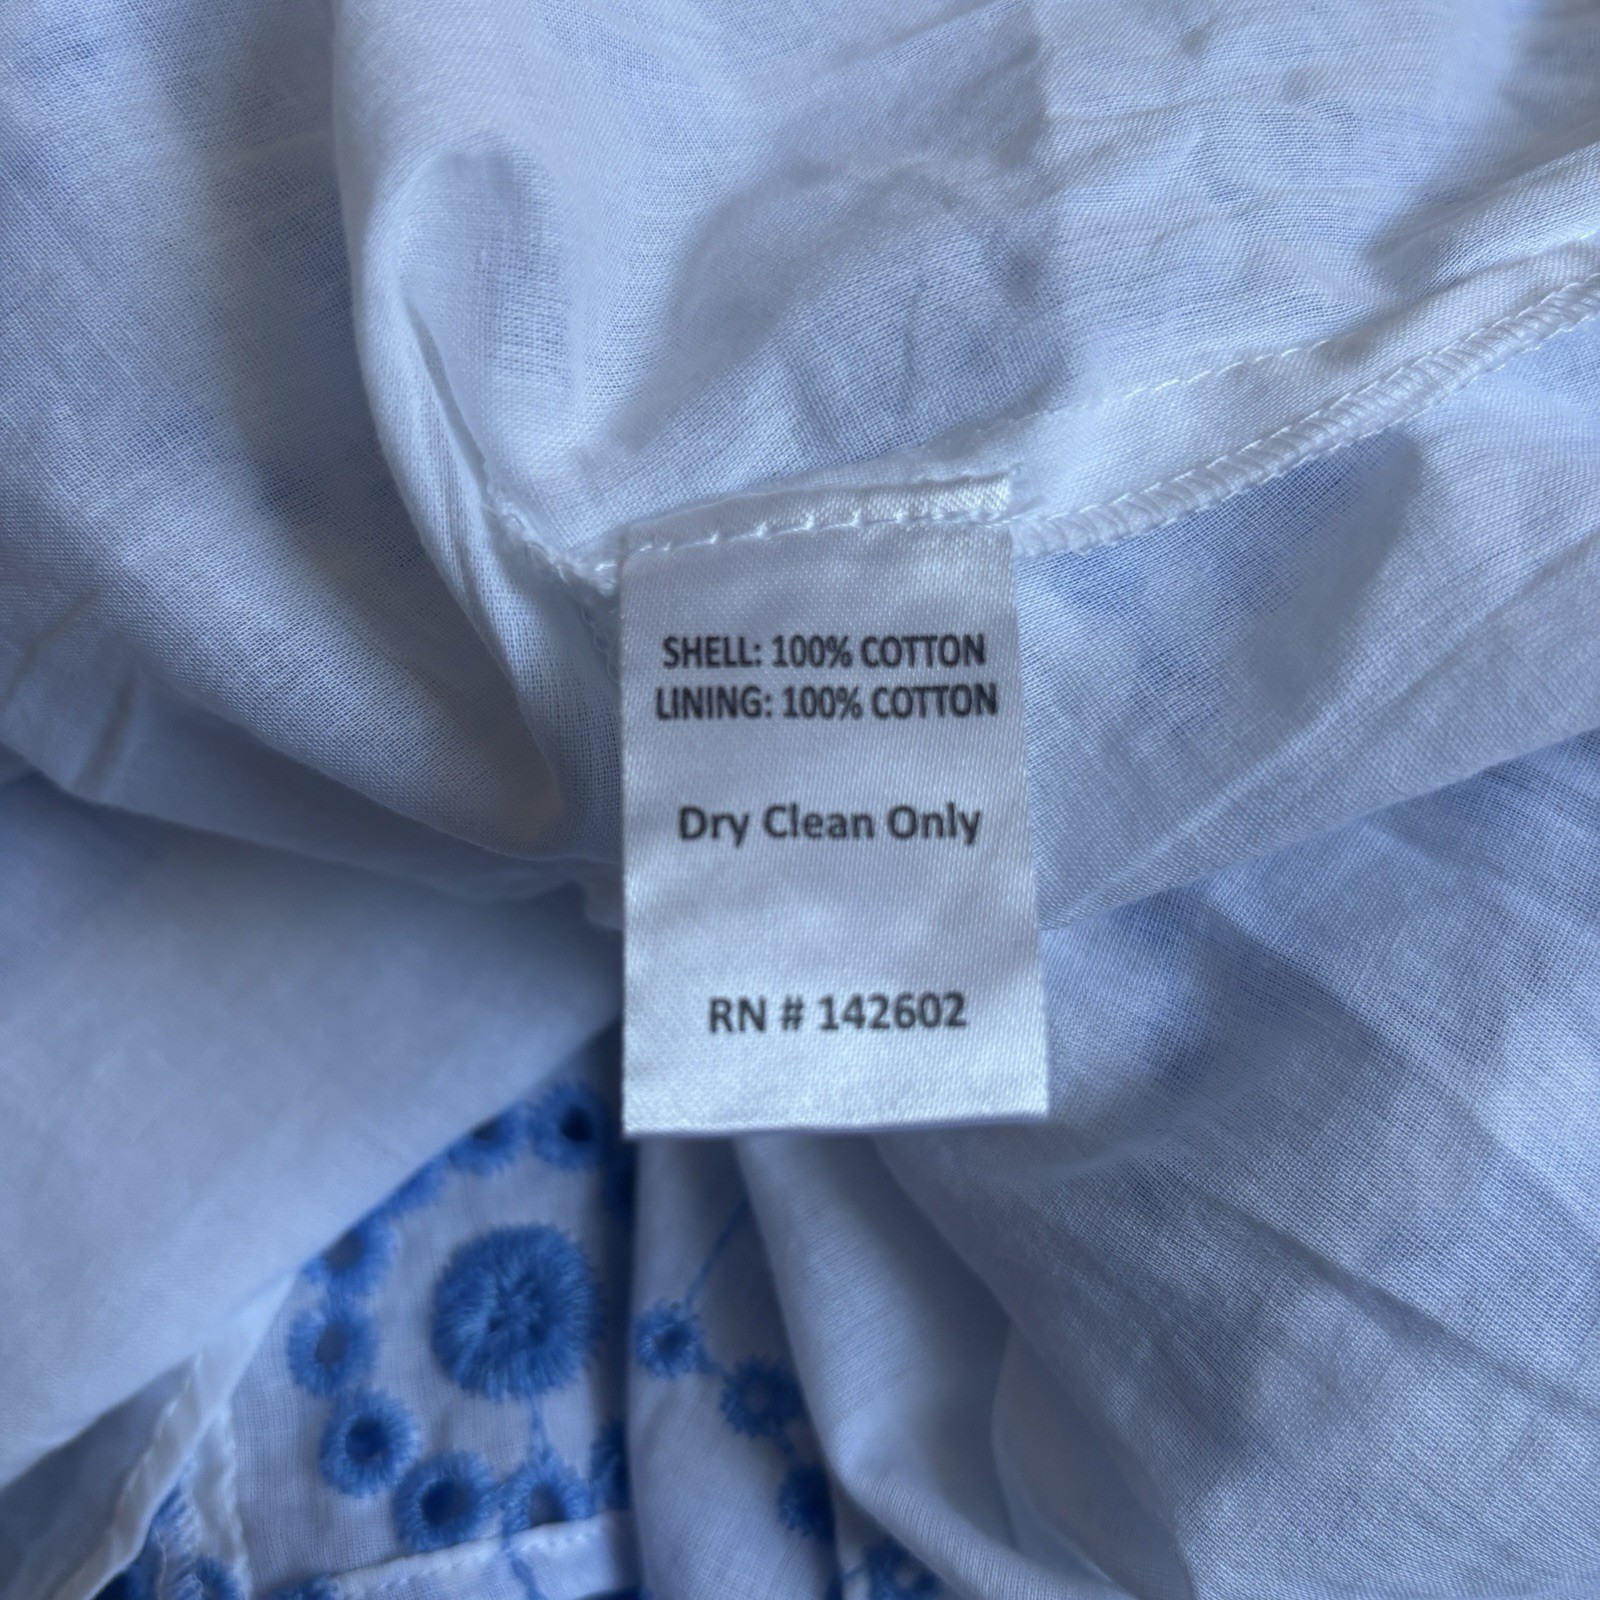 SHELL: 100% COTTON
LINING: 100% COTTON
Dry Clean Only
RN # 142602